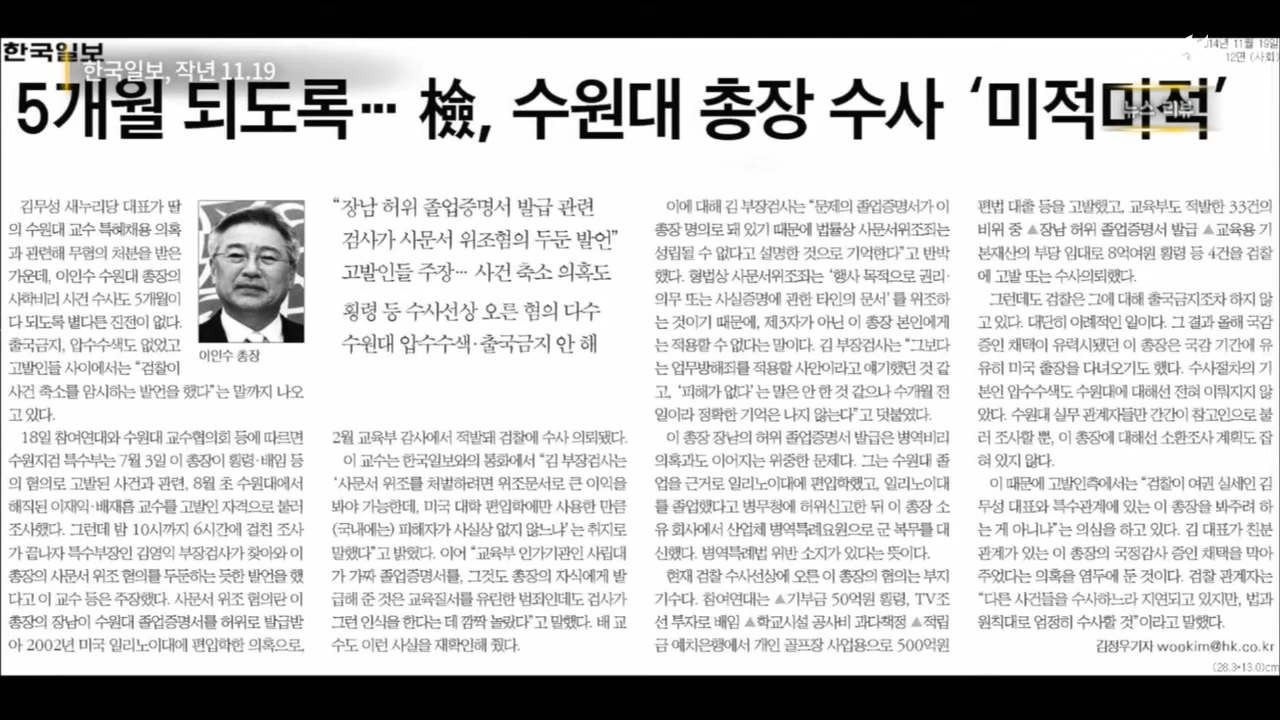 한국일보
한국일보, 작년 11.19
2014년 11월 19일
12면 (사회)
뉴스 리뷰
5개월 되도록… 檢, 수원대 총장 수사 ‘미적미적’
김무성 새누리당 대표가 딸
의 수원대 교수 특혜채용 의혹
과 관련해 무혐의 처분을 받은
가운데, 이인수 수원대 총장의
사학비리 사건 수사도 5개월이
다 되도록 별다른 진전이 없다.
출국금지, 압수수색도 없었고
고발인들 사이에서는 “검찰이
사건 축소를 암시하는 발언을 했다”는 말까지 나오
고 있다.
이인수 총장
18일 참여연대와 수원대 교수협의회 등에 따르면
수원지검 특수부는 7월 3일 이 총장이 횡령·배임 등
의 혐의로 고발된 사건과 관련, 8월 초 수원대에서
해직된 이재익·배재흠 교수를 고발인 자격으로 불러
조사했다. 그런데 밤 10시까지 6시간에 걸친 조사
가 끝나자 특수부장인 김영익 부장검사가 찾아와 이
총장의 사문서 위조 혐의를 두둔하는 듯한 발언을 했
다고 이 교수 등은 주장했다. 사문서 위조 혐의란 이
총장의 장남이 수원대 졸업증명서를 허위로 발급받
아 2002년 미국 일리노이대에 편입학한 의혹으로,
“장남 허위 졸업증명서 발급 관련
검사가 사문서 위조혐의 두둔 발언”
고발인들 주장… 사건 축소 의혹도
횡령 등 수사선상 오른 혐의 다수
수원대 압수수색·출국금지 안 해
2월 교육부 감사에서 적발돼 검찰에 수사 의뢰됐다.
이 교수는 한국일보와의 통화에서 “김 부장검사는
‘사문서 위조를 처벌하려면 위조문서로 큰 이익을
봐야 가능한데, 미국 대학 편입학에만 사용한 만큼
(국내에는) 피해자가 사실상 없지 않느냐’는 취지로
말했다”고 밝혔다. 이어 “교육부 인가기관인 사립대
가 가짜 졸업증명서를, 그것도 총장의 자식에게 발
급해 준 것은 교육질서를 유린한 범죄인데도 검사가
그런 인식을 한다는 데 깜짝 놀랐다”고 말했다. 배 교
수도 이런 사실을 재확인해 줬다.
이에 대해 김 부장검사는 “문제의 졸업증명서가 이
총장 명의로 돼 있기 때문에 법률상 사문서위조죄는
성립될 수 없다고 설명한 것으로 기억한다”고 반박
했다. 형법상 사문서위조죄는 ‘행사 목적으로 권리·
의무 또는 사실증명에 관한 타인의 문서’를 위조하
는 것이기 때문에, 제3자가 아닌 이 총장 본인에게
는 적용할 수 없다는 말이다. 김 부장검사는 “그보다
는 업무방해죄를 적용할 사안이라고 얘기했던 것 같
고, ‘피해가 없다’는 말은 안 한 것 같으나 수개월 전
일이라 정확한 기억은 나지 않는다”고 덧붙였다.
이 총장 장남의 허위 졸업증명서 발급은 병역비리
의혹과도 이어지는 위중한 문제다. 그는 수원대 졸
업을 근거로 일리노이대에 편입학했고, 일리노이대
를 졸업했다고 병무청에 허위신고한 뒤 이 총장 소
유 회사에서 산업체 병역특례요원으로 군 복무를 대
신했다. 병역특례법 위반 소지가 있다는 뜻이다.
현재 검찰 수사선상에 오른 이 총장의 혐의는 부지
기수다. 참여연대는 ▲기부금 50억원 횡령, TV조
선 투자로 배임 ▲학교시설 공사비 과다책정 ▲적립
금 예치은행에서 개인 골프장 사업용으로 500억원
편법 대출 등을 고발했고, 교육부도 적발한 33건의
비위 중 ▲장남 허위 졸업증명서 발급 ▲교육용 기
본재산의 부당 임대로 8억여원 횡령 등 4건을 검찰
에 고발 또는 수사의뢰했다.
그런데도 검찰은 그에 대해 출국금지조차 하지 않
고 있다. 대단히 이례적인 일이다. 그 결과 올해 국감
증인 채택이 유력시됐던 이 총장은 국감 기간에 유
유히 미국 출장을 다녀오기도 했다. 수사절차의 기
본인 압수수색도 수원대에 대해선 전혀 이뤄지지 않
았다. 수원대 실무 관계자들만 간간이 참고인으로 불
러 조사할 뿐, 이 총장에 대해선 소환조사 계획도 잡
혀 있지 않다.
이 때문에 고발인측에서는 “검찰이 여권 실세인 김
무성 대표와 특수관계에 있는 이 총장을 봐주려 하
는 게 아니냐”는 의심을 하고 있다. 김 대표가 친분
관계가 있는 이 총장의 국정감사 증인 채택을 막아
주었다는 의혹을 염두에 둔 것이다. 검찰 관계자는
“다른 사건들을 수사하느라 지연되고 있지만, 법과
원칙대로 엄정히 수사할 것”이라고 말했다.
김정우기자 wookim@hk.co.kr
(28.3*13.0)cm